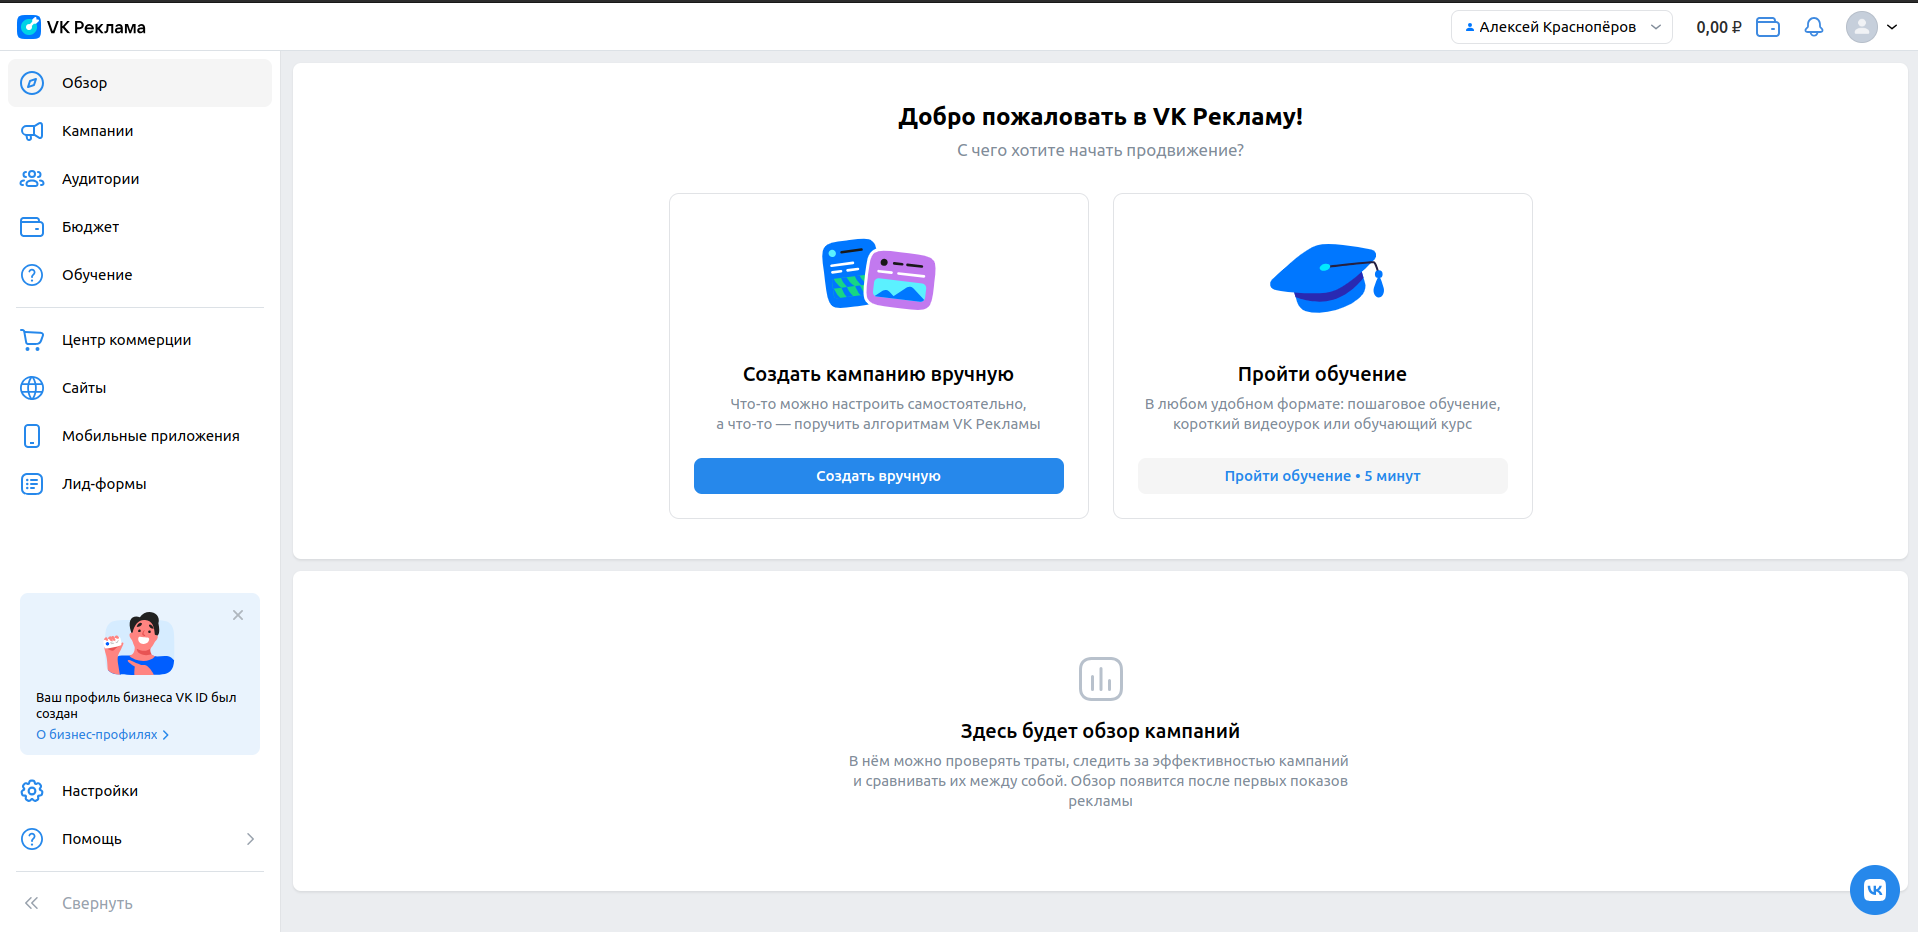 VK Реклама
Алексей Краснопёров
0,00 ₽
Обзор
Кампании
Аудитории
Бюджет
Обучение
Центр коммерции
Сайты
Мобильные приложения
Лид-формы
Ваш профиль бизнеса VK ID был
создан
О бизнес-профилях
Настройки
Помощь
Свернуть
Добро пожаловать в VK Рекламу!
С чего хотите начать продвижение?
Создать кампанию вручную
Что-то можно настроить самостоятельно,
а что-то — поручить алгоритмам VK Рекламы
Создать вручную
Пройти обучение
В любом удобном формате: пошаговое обучение,
короткий видеоурок или обучающий курс
Пройти обучение • 5 минут
Здесь будет обзор кампаний
В нём можно проверять траты, следить за эффективностью кампаний
и сравнивать их между собой. Обзор появится после первых показов
рекламы